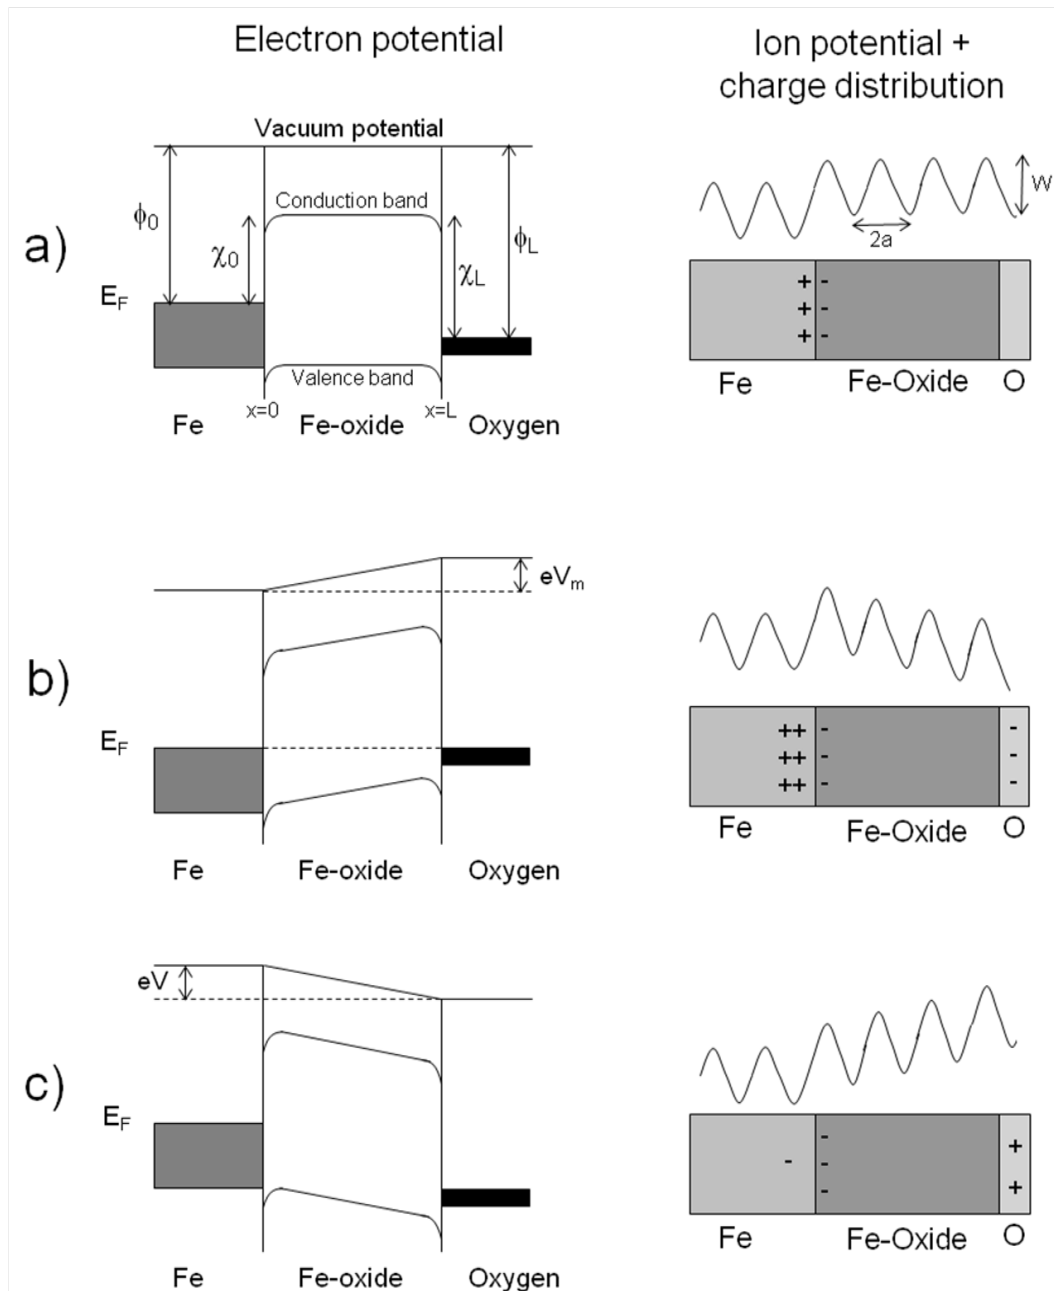 Electron potential
Ion potential +
charge distribution
a)
Vacuum potential
Conduction band
ϕ0
χ0
χL
ϕL
EF
Valence band
x=0
x=L
Fe
Fe-oxide
Oxygen
W
2a
+ -
+ -
+ -
Fe
Fe-Oxide
O
b)
eVm
EF
Fe
Fe-oxide
Oxygen
++ - -
++ - -
++ - -
Fe
Fe-Oxide
O
c)
eV
EF
Fe
Fe-oxide
Oxygen
-
+
- -
-
+
Fe
Fe-Oxide
O